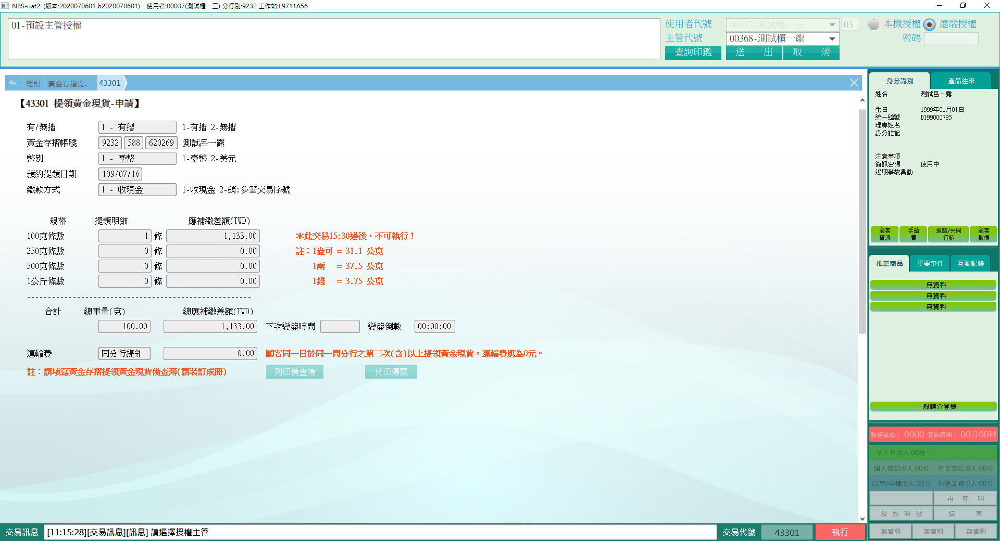 NBS-uat2 (版本:2020070601.b2020070601) 使用者:00037(測試櫃一三) 分行別:9232 工作站:L9711A56
01-預設主管授權
使用者代號 00037-測試櫃一三 03 本機授權 遠端授權
主管代號 00368-測試櫃一龍 密碼
查詢印鑑 送 出 取 消
理財 黃金存摺提.. 43301
【43301 提領黃金現貨-申請】
有/無摺 1 - 有摺 1-有摺 2-無摺
黃金存摺帳號 9232 588 620269 測試呂一露
幣別 1 - 臺幣 1-臺幣 2-美元
預約提領日期 109/07/16
繳款方式 1 - 收現金 1-收現金 2-銷:多筆交易序號
規格 提領明細 應補繳差額(TWD)
100克條數 1 條 1,133.00 *此交易15:30過後，不可執行！
250克條數 0 條 0.00 註：1盎司 = 31.1 公克
500克條數 0 條 0.00 1兩 = 37.5 公克
1公斤條數 0 條 0.00 1錢 = 3.75 公克
------------------------------------------------------
合計 總重量(克) 總應補繳差額(TWD)
100.00 1,133.00 下次變盤時間 變盤倒數 00:00:00
運輸費 同分行提領 0.00 顧客同一日於同一間分行之第二次(含)以上提領黃金現貨，運輸費應為0元。
註：請填寫黃金存摺提領黃金現貨備查簿(請裝訂成冊) 列印備查簿 代印傳票
身分識別 產品往來
姓名 測試呂一露
生日 1999年01月01日
統一編號 D199000785
理專姓名
身分註記
注意事項
簡訊密碼 使用中
近期事故異動
顧客資訊 手續費 通路/共同行銷 顧客影像
推薦商品 重要事件 互動記錄
無資料
無資料
無資料
一般轉介登錄
服務號碼： 0000 等候時間： 00分00秒
ＶＩＰ:0人 00分
個人交易:0人 00分 企業交易:0人 00分
開戶/申請:0人 00分 外匯業務:0人 00分
再 呼 叫
預 約 叫 號 結 束
無資料 無資料 無資料
交易訊息 [11:15:28][交易訊息][訊息] 請選擇授權主管 交易代號 43301 執行